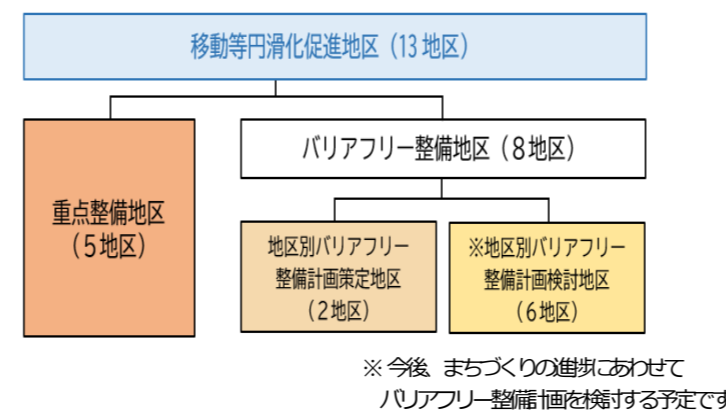 移動等円滑化促進地区（13地区）
重点整備地区
（５地区）
バリアフリー整備地区（８地区）
地区別バリアフリー
整備計画策定地区
（２地区）
※地区別バリアフリー
整備計画検討地区
（６地区）
※ 今後、まちづくりの進捗にあわせて
バリアフリー整備計画を検討する予定です